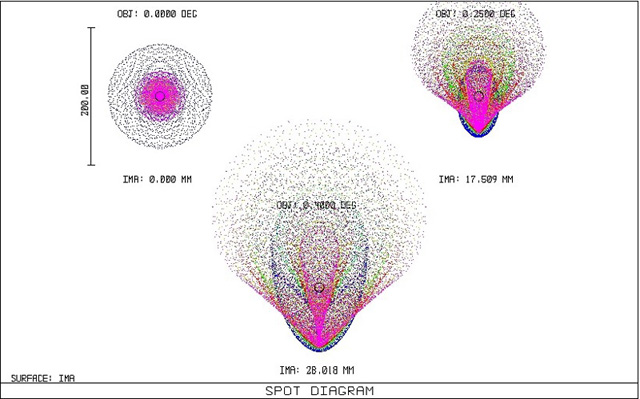 OBJ: 0.0000 DEG
OBJ: 0.2500 DEG
200.00
IMA: 0.000 MM
IMA: 17.509 MM
OBJ: 0.4000 DEG
IMA: 28.018 MM
SURFACE: IMA
SPOT DIAGRAM